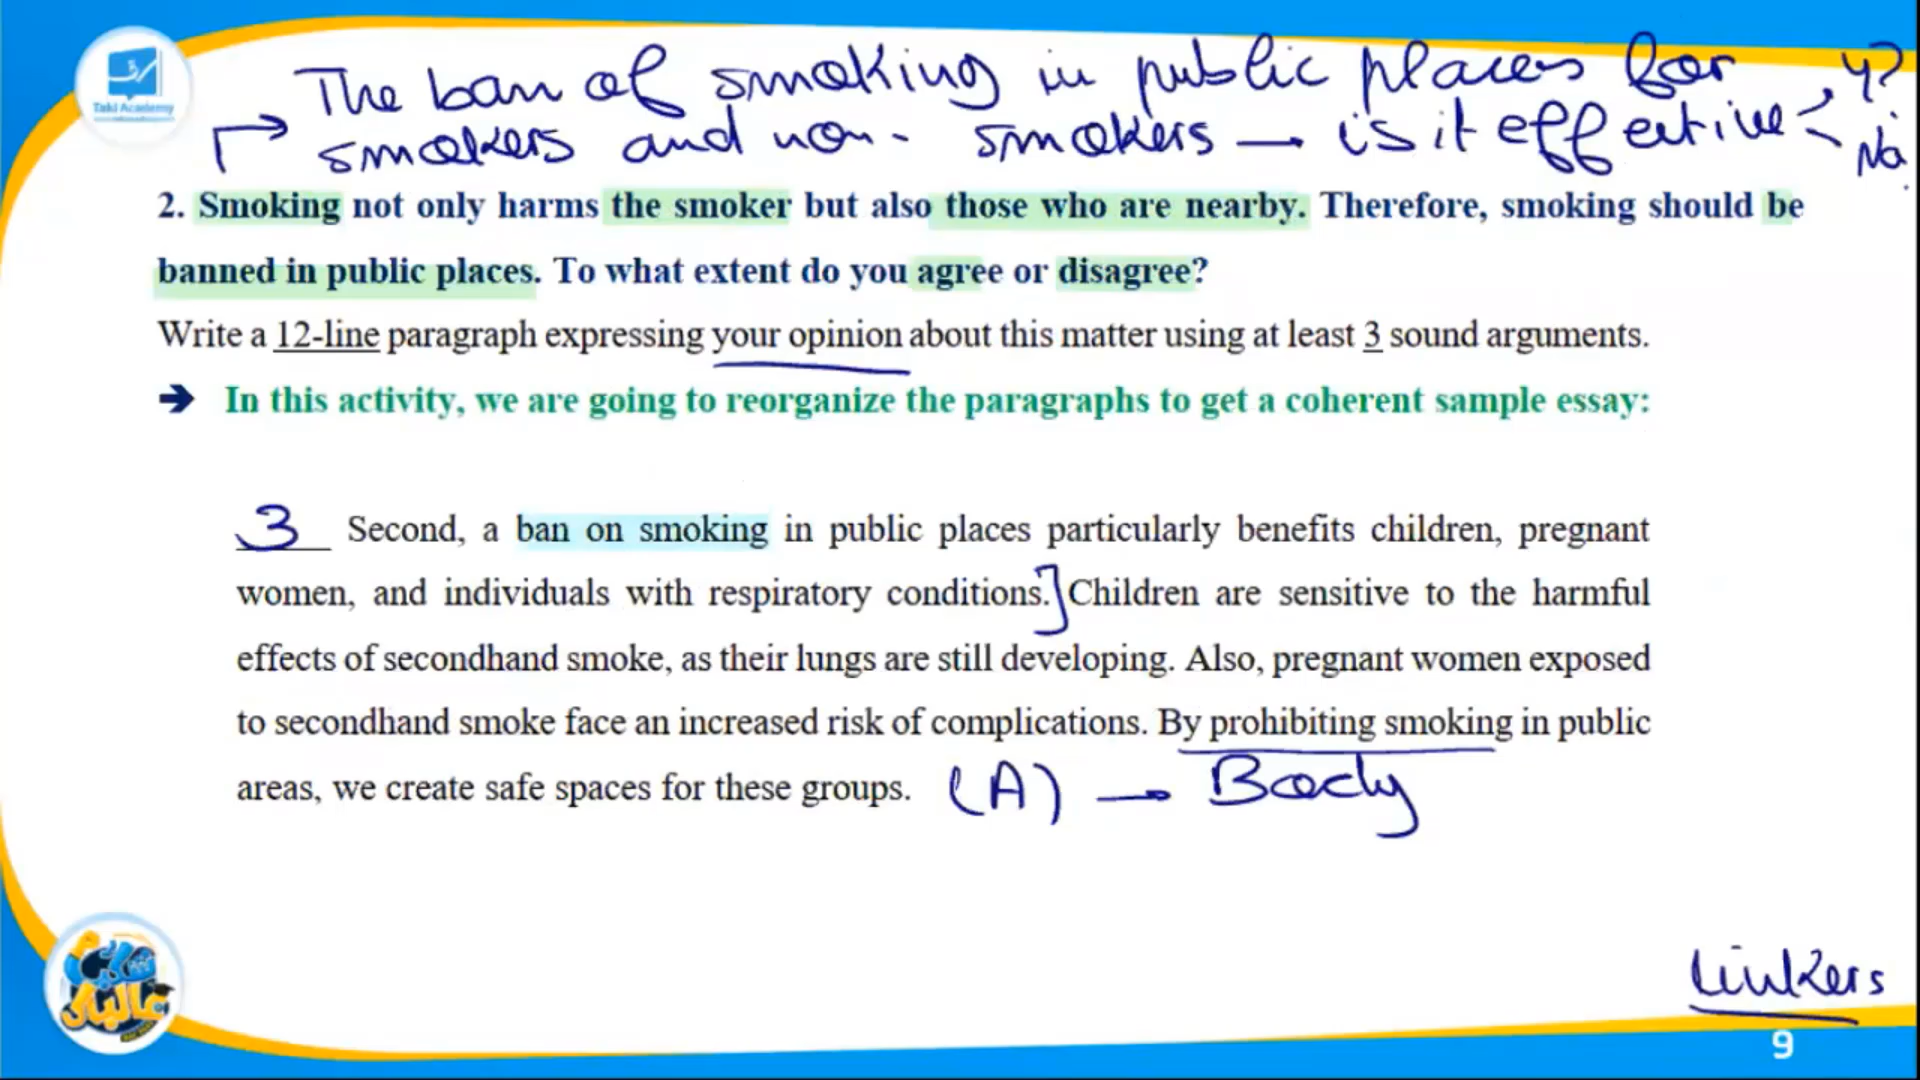 The ban of smoking in public places for
smokers and non-smokers → is it effective
y?
No.
Taki Academy
2. Smoking not only harms the smoker but also those who are nearby. Therefore, smoking should be
banned in public places. To what extent do you agree or disagree?
Write a 12-line paragraph expressing your opinion about this matter using at least 3 sound arguments.
➔ In this activity, we are going to reorganize the paragraphs to get a coherent sample essay:
3 Second, a ban on smoking in public places particularly benefits children, pregnant
women, and individuals with respiratory conditions.] Children are sensitive to the harmful
effects of secondhand smoke, as their lungs are still developing. Also, pregnant women exposed
to secondhand smoke face an increased risk of complications. By prohibiting smoking in public
areas, we create safe spaces for these groups. (A) → Body
Linkers
9